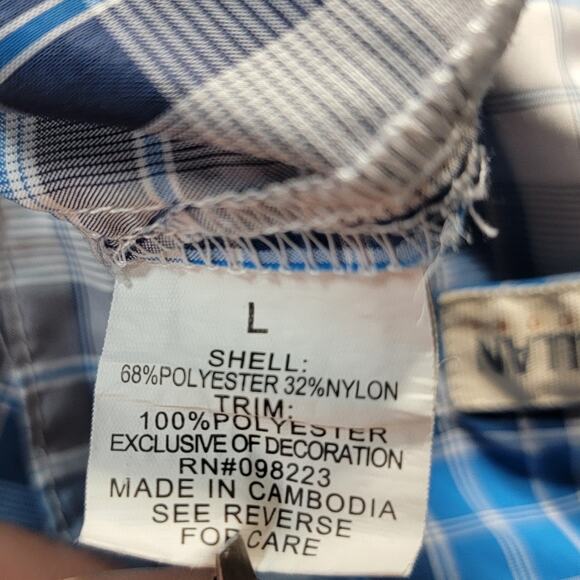 L
SHELL:
68%POLYESTER 32%NYLON
TRIM:
100%POLYESTER
EXCLUSIVE OF DECORATION
RN#098223
MADE IN CAMBODIA
SEE REVERSE
FOR CARE